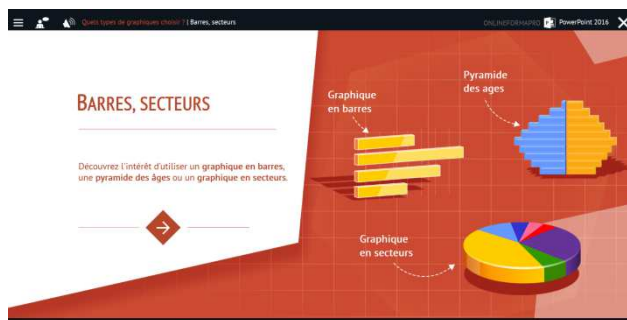 Quels types de graphiques choisir ? | Barres, secteurs
ONLINEFORMAPRO PowerPoint 2016
BARRES, SECTEURS
Découvrez l'intérêt d'utiliser un graphique en barres,
une pyramide des âges ou un graphique en secteurs.
Graphique
en barres
Pyramide
des ages
Graphique
en secteurs